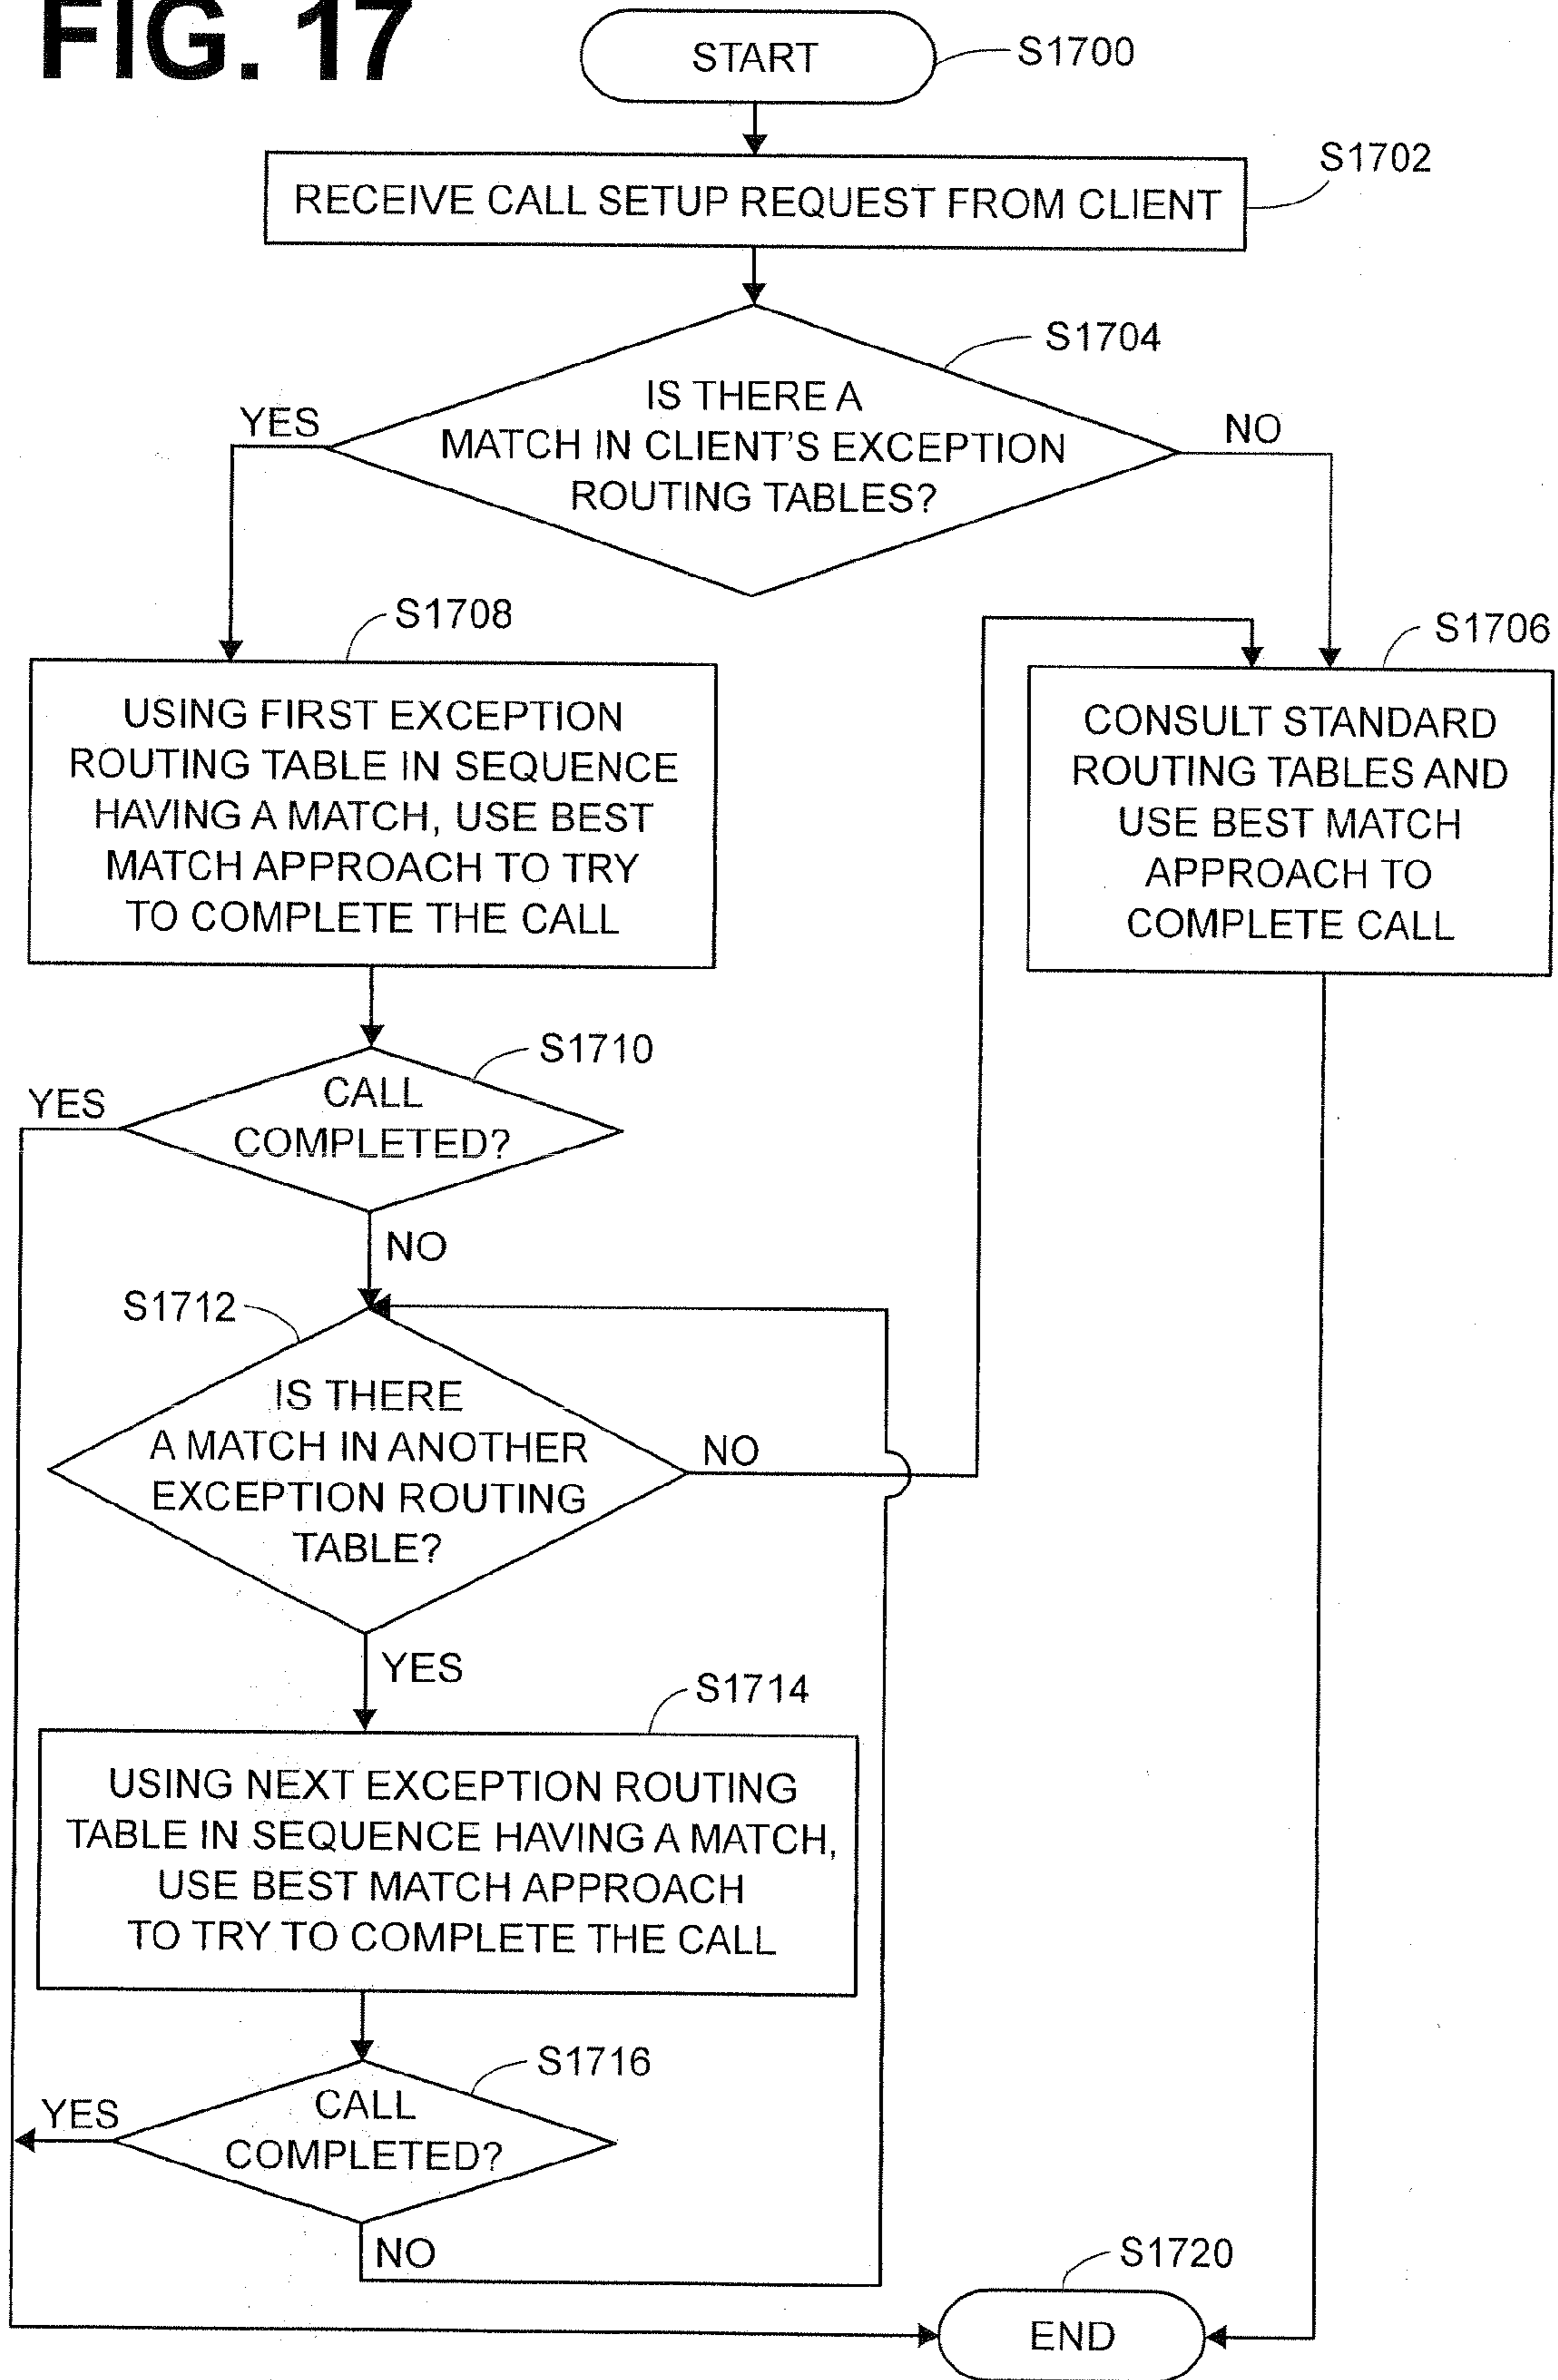 FIG. 17
START
S1700
S1702
RECEIVE CALL SETUP REQUEST FROM CLIENT
S1704
IS THERE A
MATCH IN CLIENT'S EXCEPTION
ROUTING TABLES?
YES
NO
S1708
USING FIRST EXCEPTION
ROUTING TABLE IN SEQUENCE
HAVING A MATCH, USE BEST
MATCH APPROACH TO TRY
TO COMPLETE THE CALL
S1706
CONSULT STANDARD
ROUTING TABLES AND
USE BEST MATCH
APPROACH TO
COMPLETE CALL
S1710
CALL
COMPLETED?
YES
NO
S1712
IS THERE
A MATCH IN ANOTHER
EXCEPTION ROUTING
TABLE?
NO
YES
S1714
USING NEXT EXCEPTION ROUTING
TABLE IN SEQUENCE HAVING A MATCH,
USE BEST MATCH APPROACH
TO TRY TO COMPLETE THE CALL
S1716
CALL
COMPLETED?
YES
NO
S1720
END